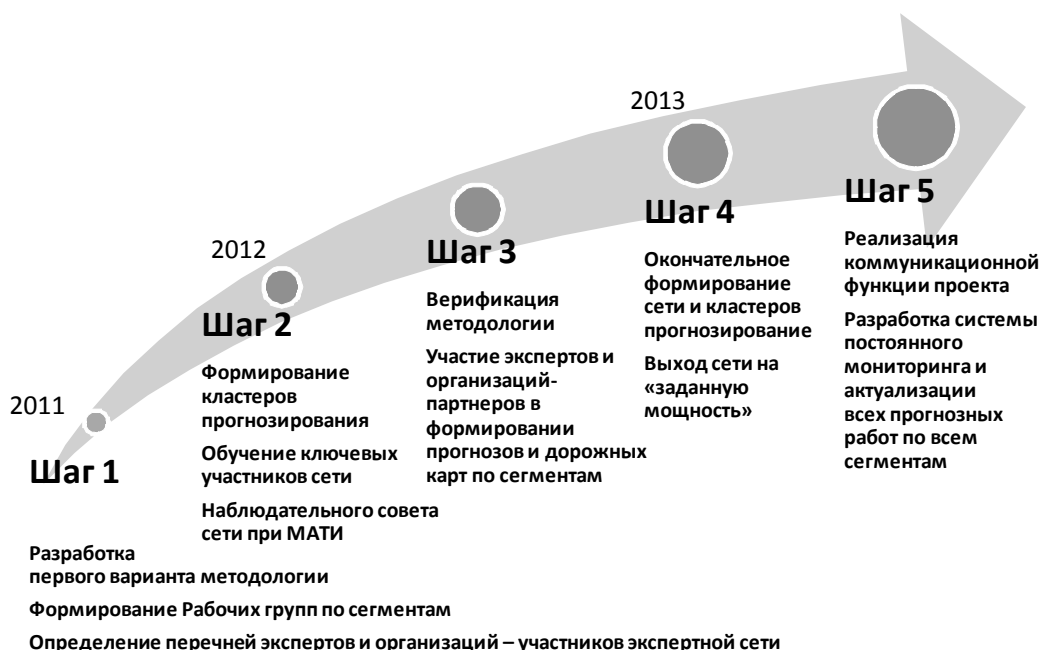 2011
Шаг 1
Разработка
первого варианта методологии
Формирование Рабочих групп по сегментам
Определение перечней экспертов и организаций – участников экспертной сети
2012
Шаг 2
Формирование
кластеров
прогнозирования
Обучение ключевых
участников сети
Наблюдательного совета
сети при МАТИ
Шаг 3
Верификация
методологии
Участие экспертов и
организаций-
партнеров в
формировании
прогнозов и дорожных
карт по сегментам
2013
Шаг 4
Окончательное
формирование
сети и кластеров
прогнозирование
Выход сети на
«заданную
мощность»
Шаг 5
Реализация
коммуникационной
функции проекта
Разработка системы
постоянного
мониторинга и
актуализации
всех прогнозных
работ по всем
сегментам